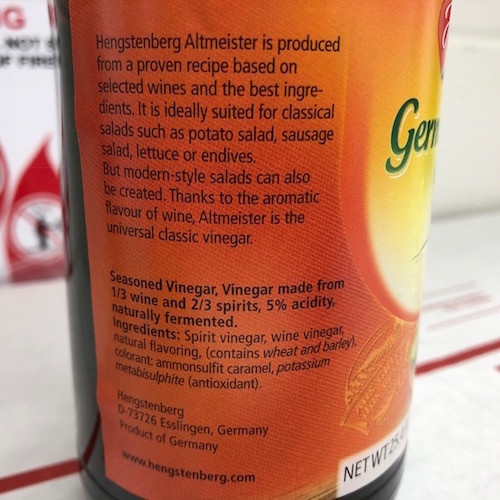 Hengstenberg Altmeister is produced
from a proven recipe based on
selected wines and the best ingre-
dients. It is ideally suited for classical
salads such as potato salad, sausage
salad, lettuce or endives.
But modern-style salads can also
be created. Thanks to the aromatic
flavour of wine, Altmeister is the
universal classic vinegar.
Seasoned Vinegar, Vinegar made from
1/3 wine and 2/3 spirits, 5% acidity,
naturally fermented.
Ingredients: Spirit vinegar, wine vinegar,
natural flavoring, (contains wheat and barley),
colorant: ammonsulfit caramel, potassium
metabisulphite (antioxidant).
Hengstenberg
D-73726 Esslingen, Germany
Product of Germany
www.hengstenberg.com
NET WT